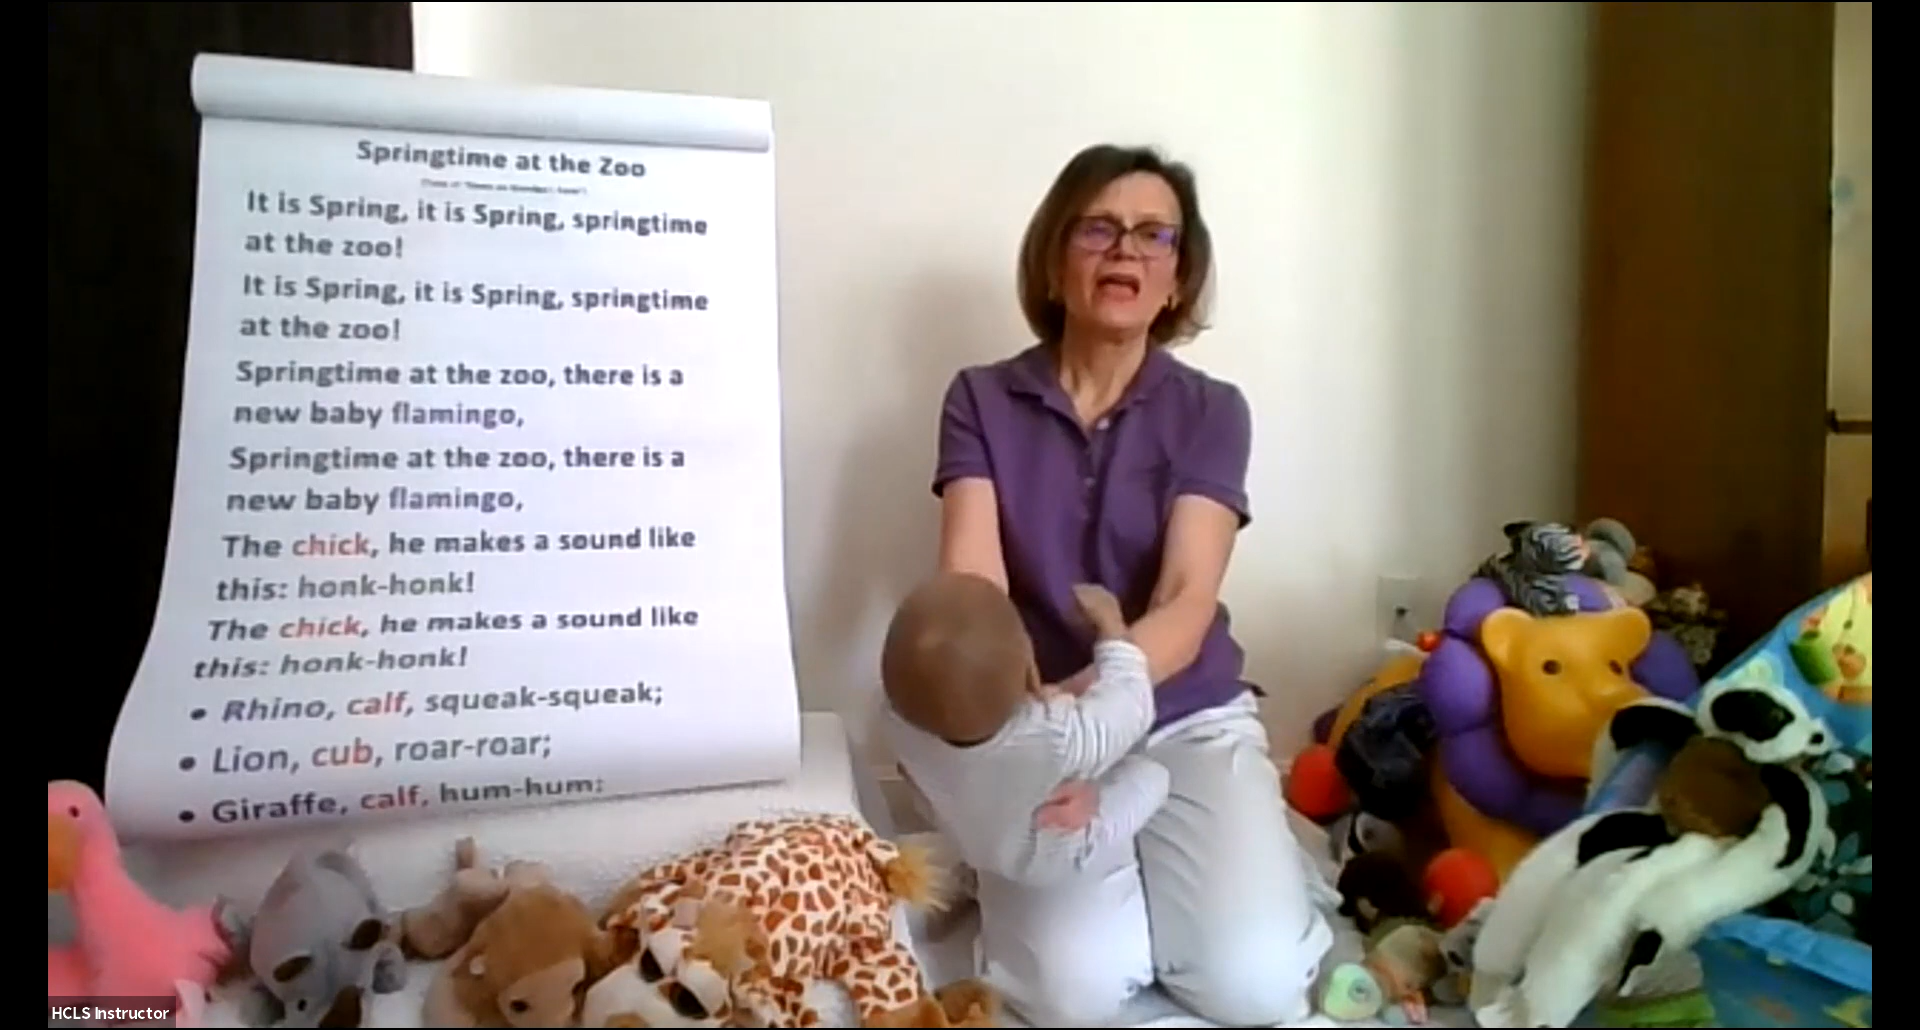 Springtime at the Zoo
It is Spring, it is Spring, springtime
at the zoo!
It is Spring, it is Spring, springtime
at the zoo!
Springtime at the zoo, there is a
new baby flamingo,
Springtime at the zoo, there is a
new baby flamingo,
The chick, he makes a sound like
this: honk-honk!
The chick, he makes a sound like
this: honk-honk!
• Rhino, calf, squeak-squeak;
• Lion, cub, roar-roar;
• Giraffe, calf, hum-hum;
HCLS Instructor